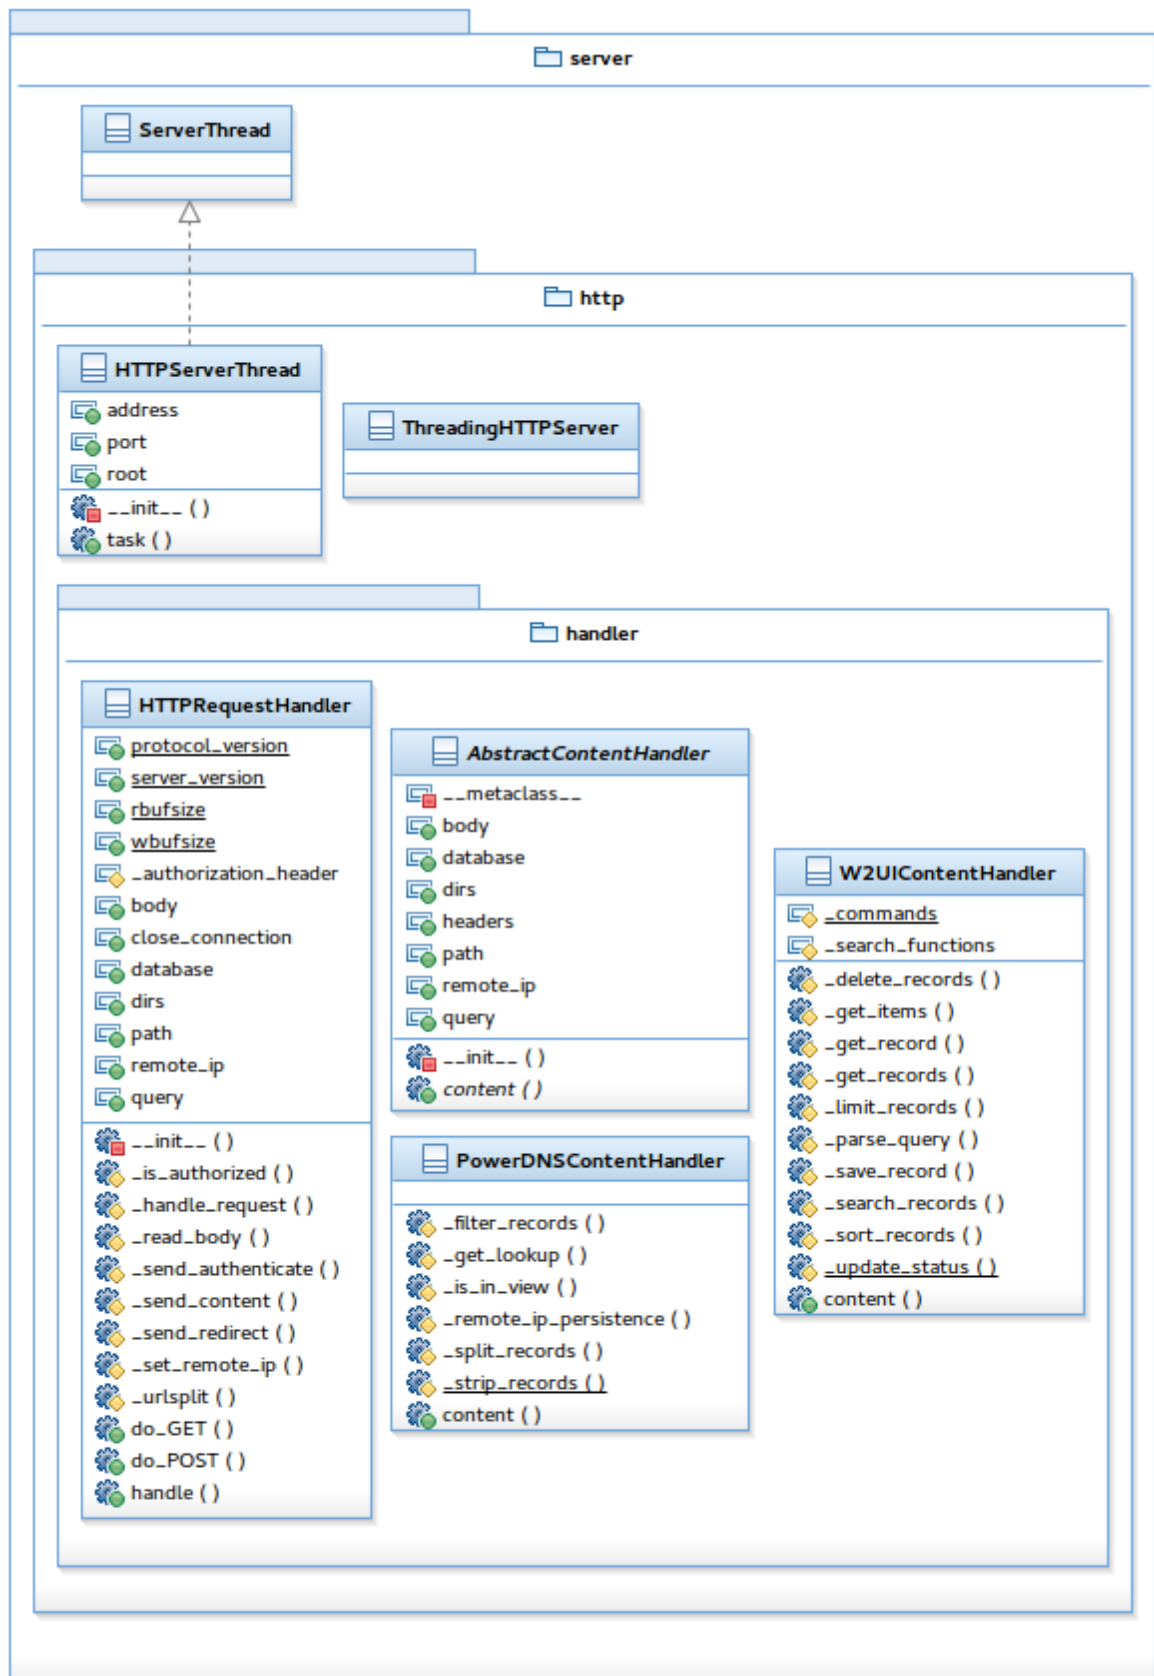 server
ServerThread
http
HTTPServerThread
address
port
root
__init__ ( )
task ( )
ThreadingHTTPServer
handler
HTTPRequestHandler
protocol_version
server_version
rbufsize
wbufsize
_authorization_header
body
close_connection
database
dirs
path
remote_ip
query
__init__ ( )
_is_authorized ( )
_handle_request ( )
_read_body ( )
_send_authenticate ( )
_send_content ( )
_send_redirect ( )
_set_remote_ip ( )
_urlsplit ( )
do_GET ( )
do_POST ( )
handle ( )
AbstractContentHandler
__metaclass__
body
database
dirs
headers
path
remote_ip
query
__init__ ( )
content ( )
PowerDNSContentHandler
_filter_records ( )
_get_lookup ( )
_is_in_view ( )
_remote_ip_persistence ( )
_split_records ( )
_strip_records ( )
content ( )
W2UIContentHandler
_commands
_search_functions
_delete_records ( )
_get_items ( )
_get_record ( )
_get_records ( )
_limit_records ( )
_parse_query ( )
_save_record ( )
_search_records ( )
_sort_records ( )
_update_status ( )
content ( )